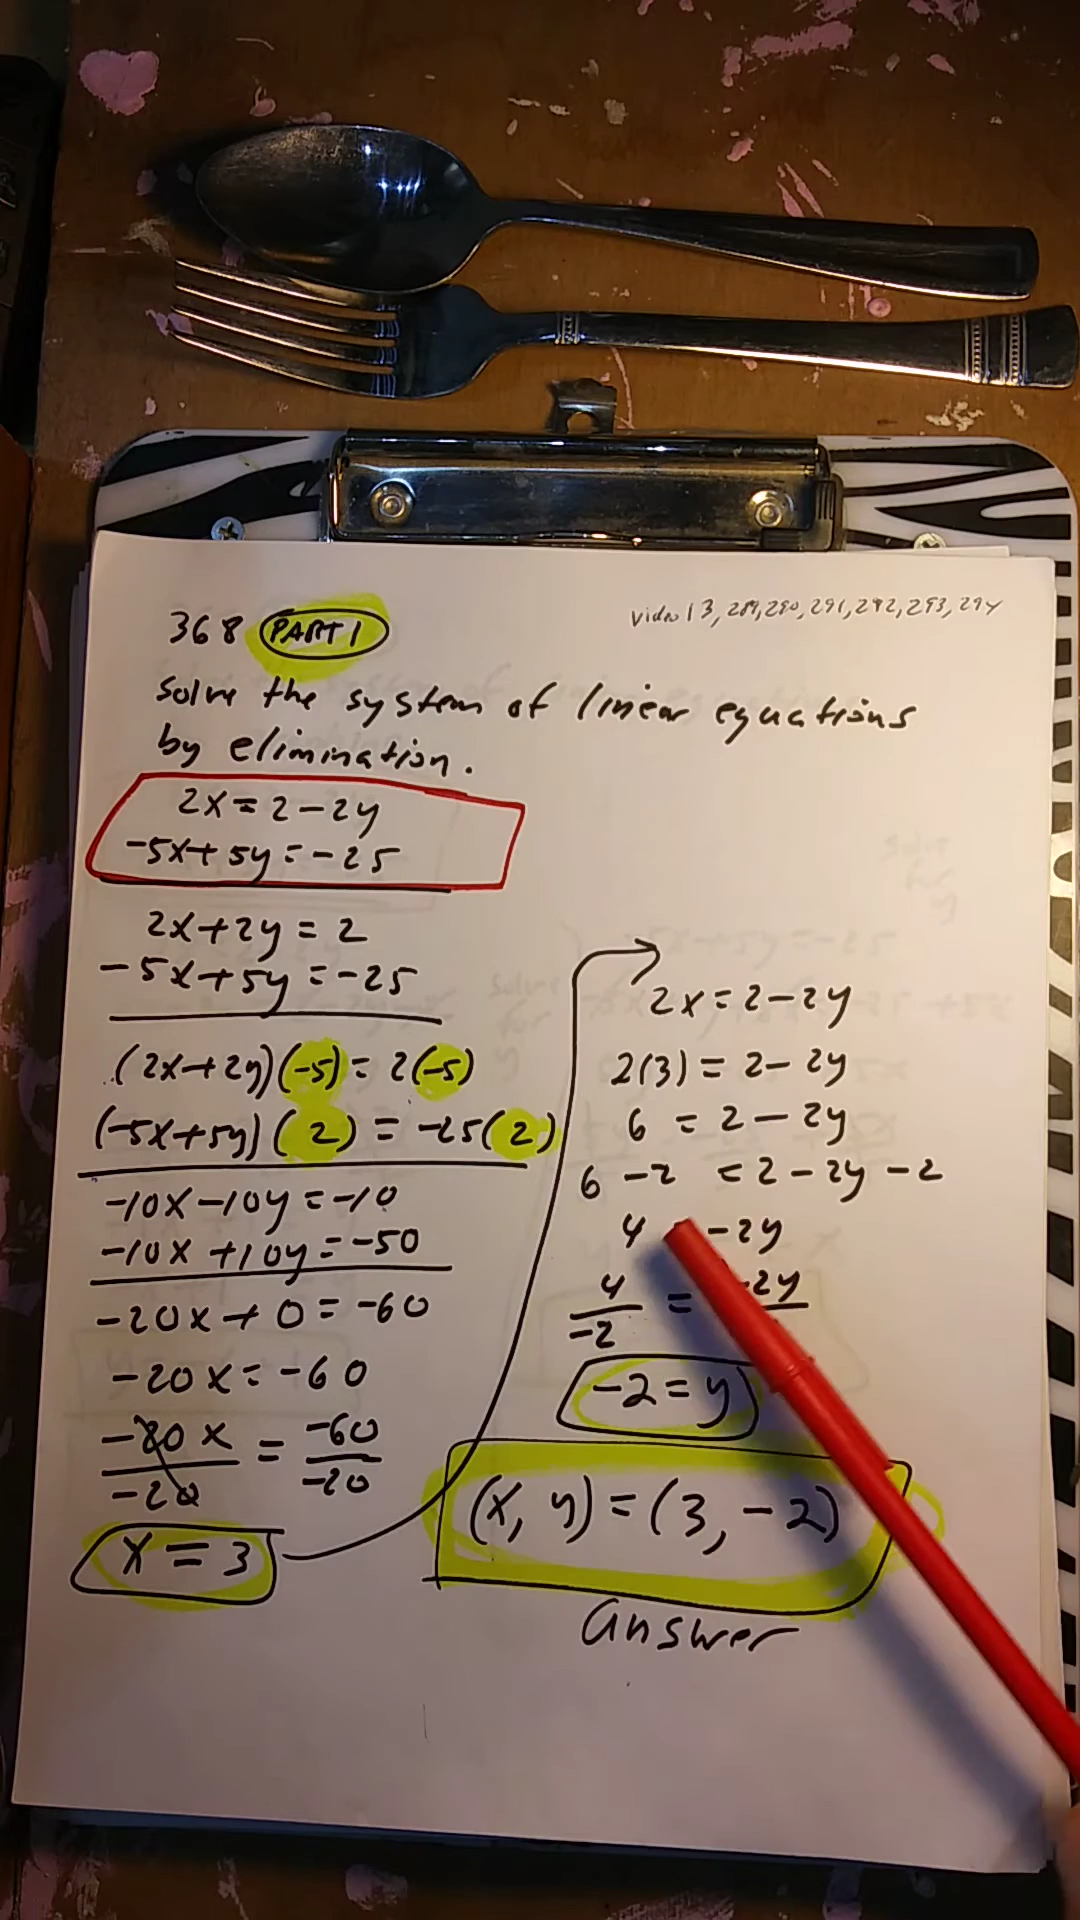 368 PART 1
video 13, 289, 290, 291, 292, 293, 294
Solve the system of linear equations
by elimination.
2x = 2 - 2y
-5x + 5y = -25
2x + 2y = 2
-5x + 5y = -25
(2x + 2y)(-5) = 2(-5)
(-5x + 5y)(2) = -25(2)
-10x - 10y = -10
-10x + 10y = -50
-20x + 0 = -60
-20x = -60
-20x = -60
-20 -20
x = 3
2x = 2 - 2y
2(3) = 2 - 2y
6 = 2 - 2y
6 - 2 = 2 - 2y - 2
4 -2y
4 = -2y
-2
-2 = y
(x, y) = (3, -2)
answer